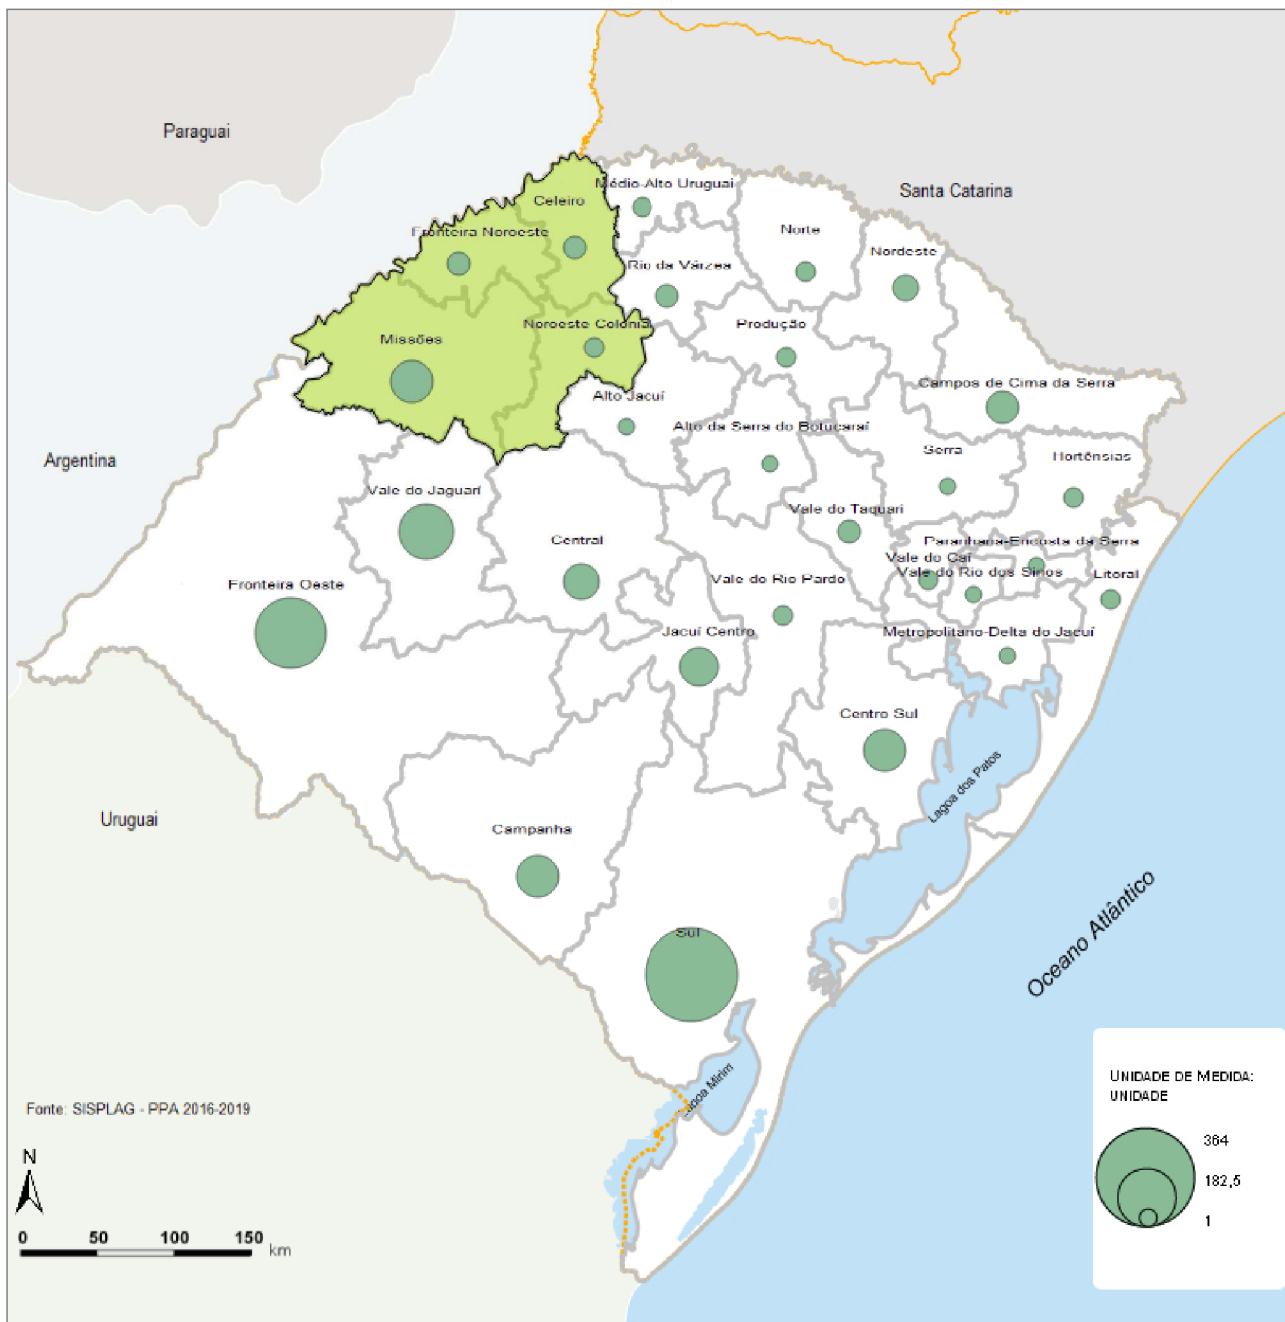 Paraguai
Santa Catarina
Médio-Alto Uruguai
Celeiro
Fronteira Noroeste
Norte
Nordeste
Rio da Várzea
Noroeste Colonial
Produção
Missões
Campos de Cima da Serra
Alto Jacuí
Alto da Serra do Botucaraí
Argentina
Serra
Hortênsias
Vale do Jaguarí
Vale do Taquari
Central
Paranhana-Encosta da Serra
Vale do Caí
Vale do Rio dos Sinos
Litoral
Fronteira Oeste
Vale do Rio Pardo
Jacuí Centro
Metropolitano-Delta do Jacuí
Centro Sul
Lagoa dos Patos
Uruguai
Campanha
Oceano Atlântico
Sul
Lagoa Mirim
Fonte: SISPLAG - PPA 2016-2019
N
0 50 100 150
km
UNIDADE DE MEDIDA:
UNIDADE
364
182,5
1